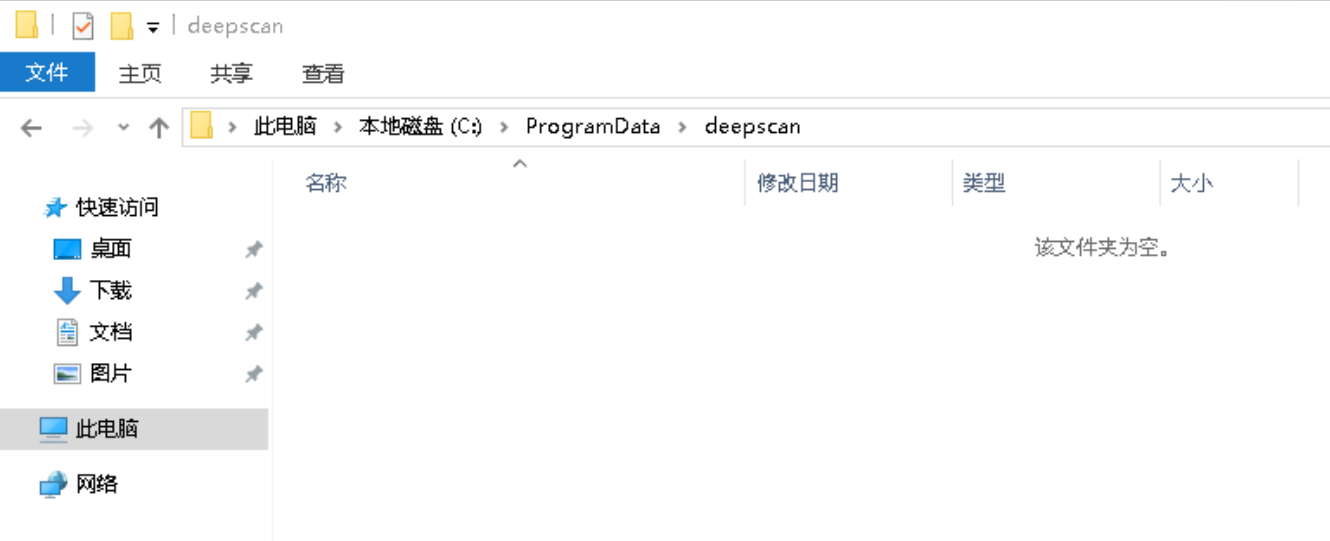 deepscan
文件 主页 共享 查看
此电脑 > 本地磁盘 (C:) > ProgramData > deepscan
名称 修改日期 类型 大小
快速访问
该文件夹为空。
桌面
下载
文档
图片
此电脑
网络